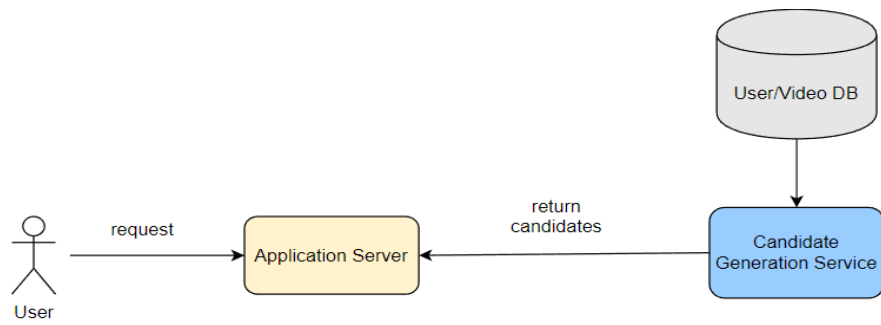 User/Video DB
return
candidates
request
Application Server
Candidate
Generation Service
User